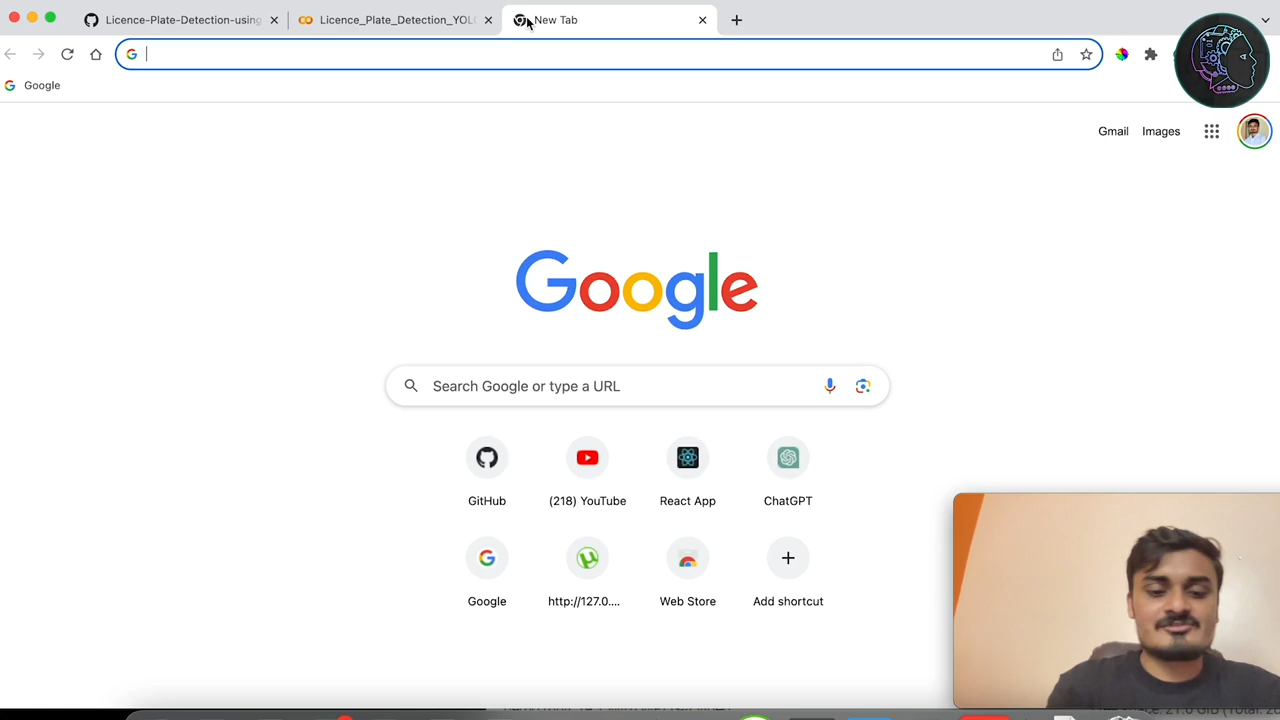 Licence-Plate-Detection-using
Licence_Plate_Detection_YOL
New Tab
Google
Gmail
Images
Google
Search Google or type a URL
GitHub
(218) YouTube
React App
ChatGPT
Google
http://127.0....
Web Store
Add shortcut